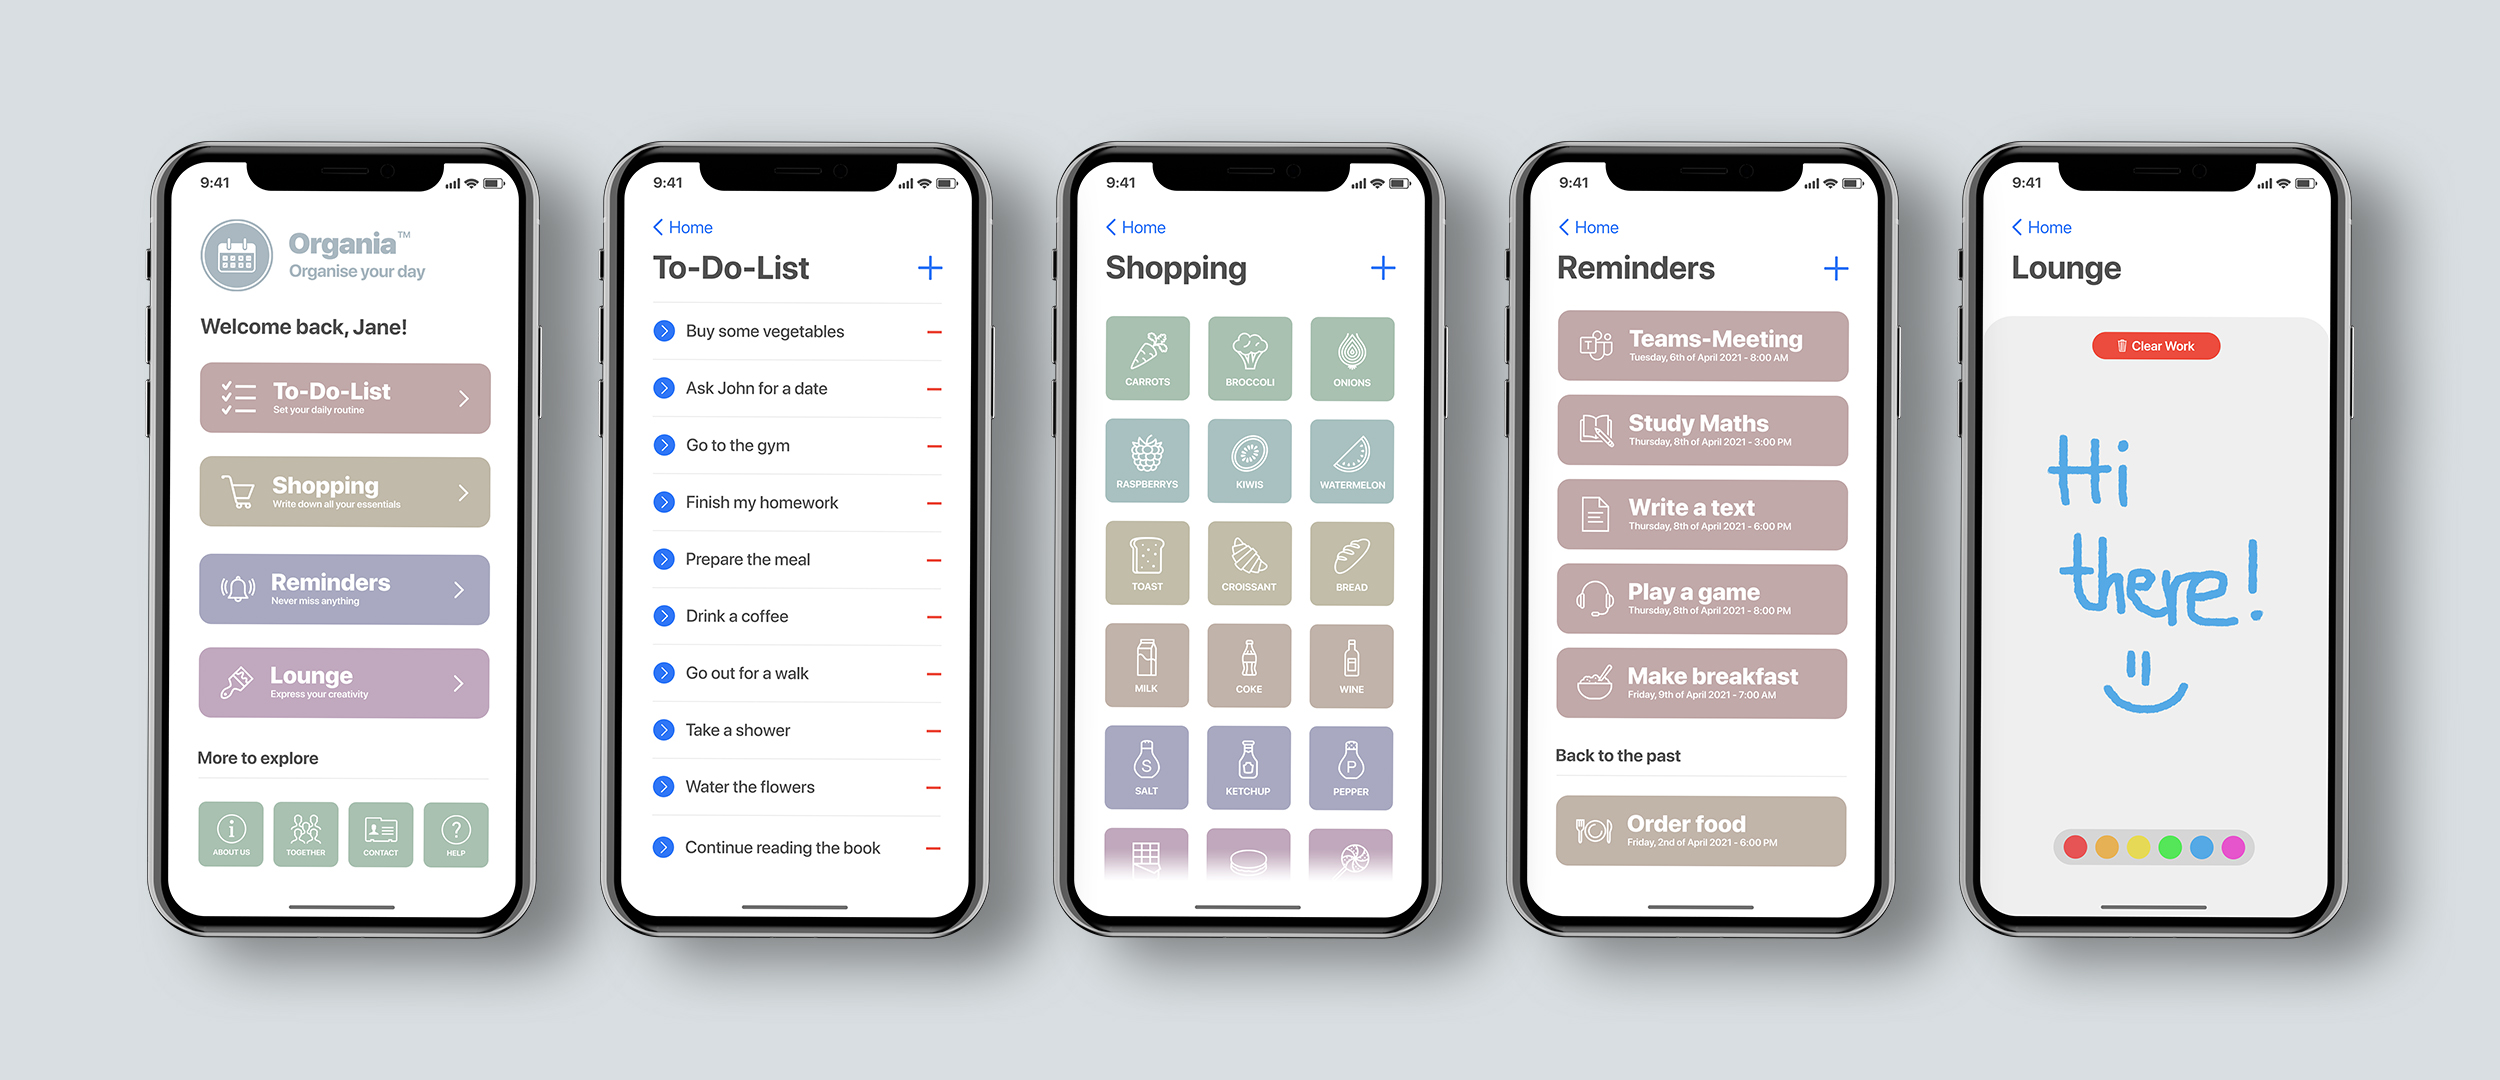 9:41
Organia™
Organise your day
Welcome back, Jane!
To-Do-List
Set your daily routine
Shopping
Write down all your essentials
Reminders
Never miss anything
Lounge
Express your creativity
More to explore
ABOUT US
TOGETHER
CONTACT
HELP
9:41
Home
To-Do-List
Buy some vegetables
Ask John for a date
Go to the gym
Finish my homework
Prepare the meal
Drink a coffee
Go out for a walk
Take a shower
Water the flowers
Continue reading the book
9:41
Home
Shopping
CARROTS
BROCCOLI
ONIONS
RASPBERRYS
KIWIS
WATERMELON
TOAST
CROISSANT
BREAD
MILK
COKE
WINE
S
P
SALT
KETCHUP
PEPPER
9:41
Home
Reminders
T
Teams-Meeting
Tuesday, 6th of April 2021 - 8:00 AM
Study Maths
Thursday, 8th of April 2021 - 3:00 PM
Write a text
Thursday, 8th of April 2021 - 6:00 PM
Play a game
Thursday, 8th of April 2021 - 8:00 PM
Make breakfast
Friday, 9th of April 2021 - 7:00 AM
Back to the past
Order food
Friday, 2nd of April 2021 - 6:00 PM
9:41
Home
Lounge
Clear Work
Hi
there!